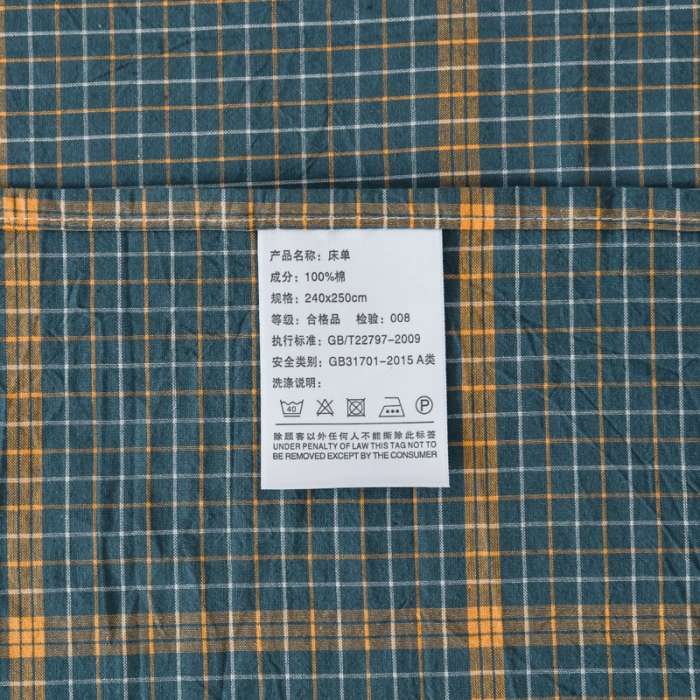 产品名称：床单
成分：100%棉
规格：240x250cm
等级：合格品 检验：008
执行标准：GB/T22797-2009
安全类别：GB31701-2015 A类
洗涤说明：
40 P
除顾客以外任何人不能撕除此标签
UNDER PENALTY OF LAW THIS TAG NOT TO
BE REMOVED EXCEPT BY THE CONSUMER